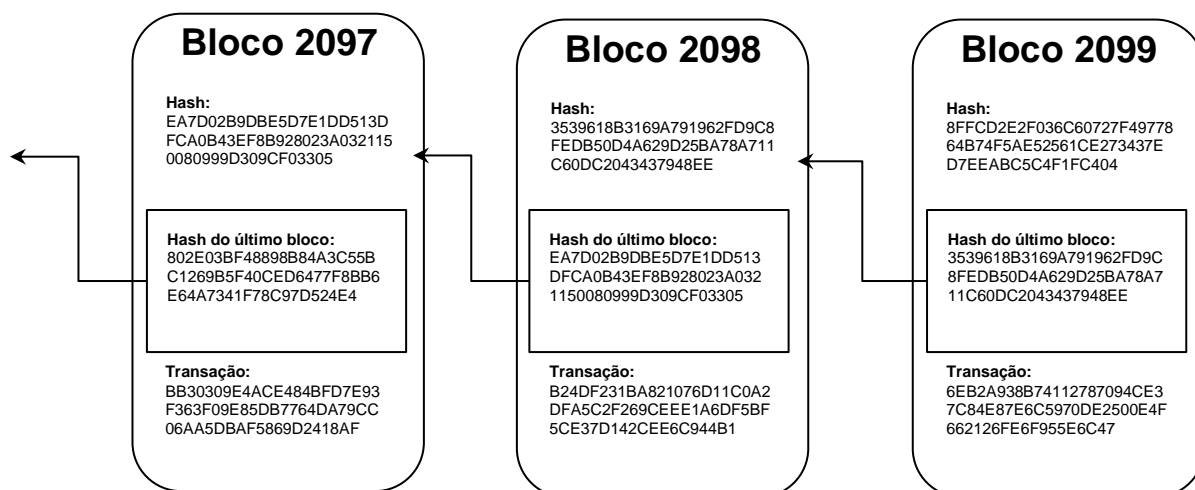 Bloco 2097
Hash:
EA7D02B9DBE5D7E1DD513D
FCA0B43EF8B928023A032115
0080999D309CF03305
Hash do último bloco:
802E03BF48898B84A3C55B
C1269B5F40CED6477F8BB6
E64A7341F78C97D524E4
Transação:
BB30309E4ACE484BFD7E93
F363F09E85DB7764DA79CC
06AA5DBAF5869D2418AF
Bloco 2098
Hash:
3539618B3169A791962FD9C8
FEDB50D4A629D25BA78A711
C60DC2043437948EE
Hash do último bloco:
EA7D02B9DBE5D7E1DD513
DFCA0B43EF8B928023A032
1150080999D309CF03305
Transação:
B24DF231BA821076D11C0A2
DFA5C2F269CEEE1A6DF5BF
5CE37D142CEE6C944B1
Bloco 2099
Hash:
8FFCD2E2F036C60727F49778
64B74F5AE52561CE273437E
D7EEABC5C4F1FC404
Hash do último bloco:
3539618B3169A791962FD9C
8FEDB50D4A629D25BA78A7
11C60DC2043437948EE
Transação:
6EB2A938B74112787094CE3
7C84E87E6C5970DE2500E4F
662126FE6F955E6C47